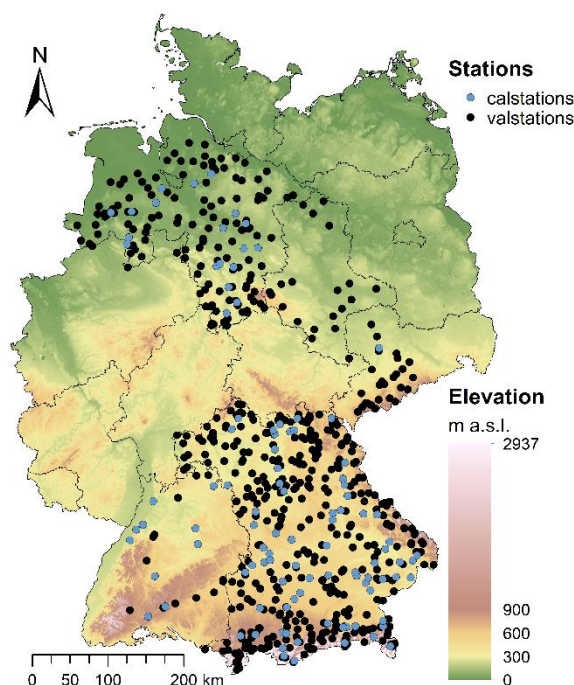 N
Stations
calstations
valstations
Elevation
m a.s.l.
2937
900
600
300
0
0 50 100 200 km